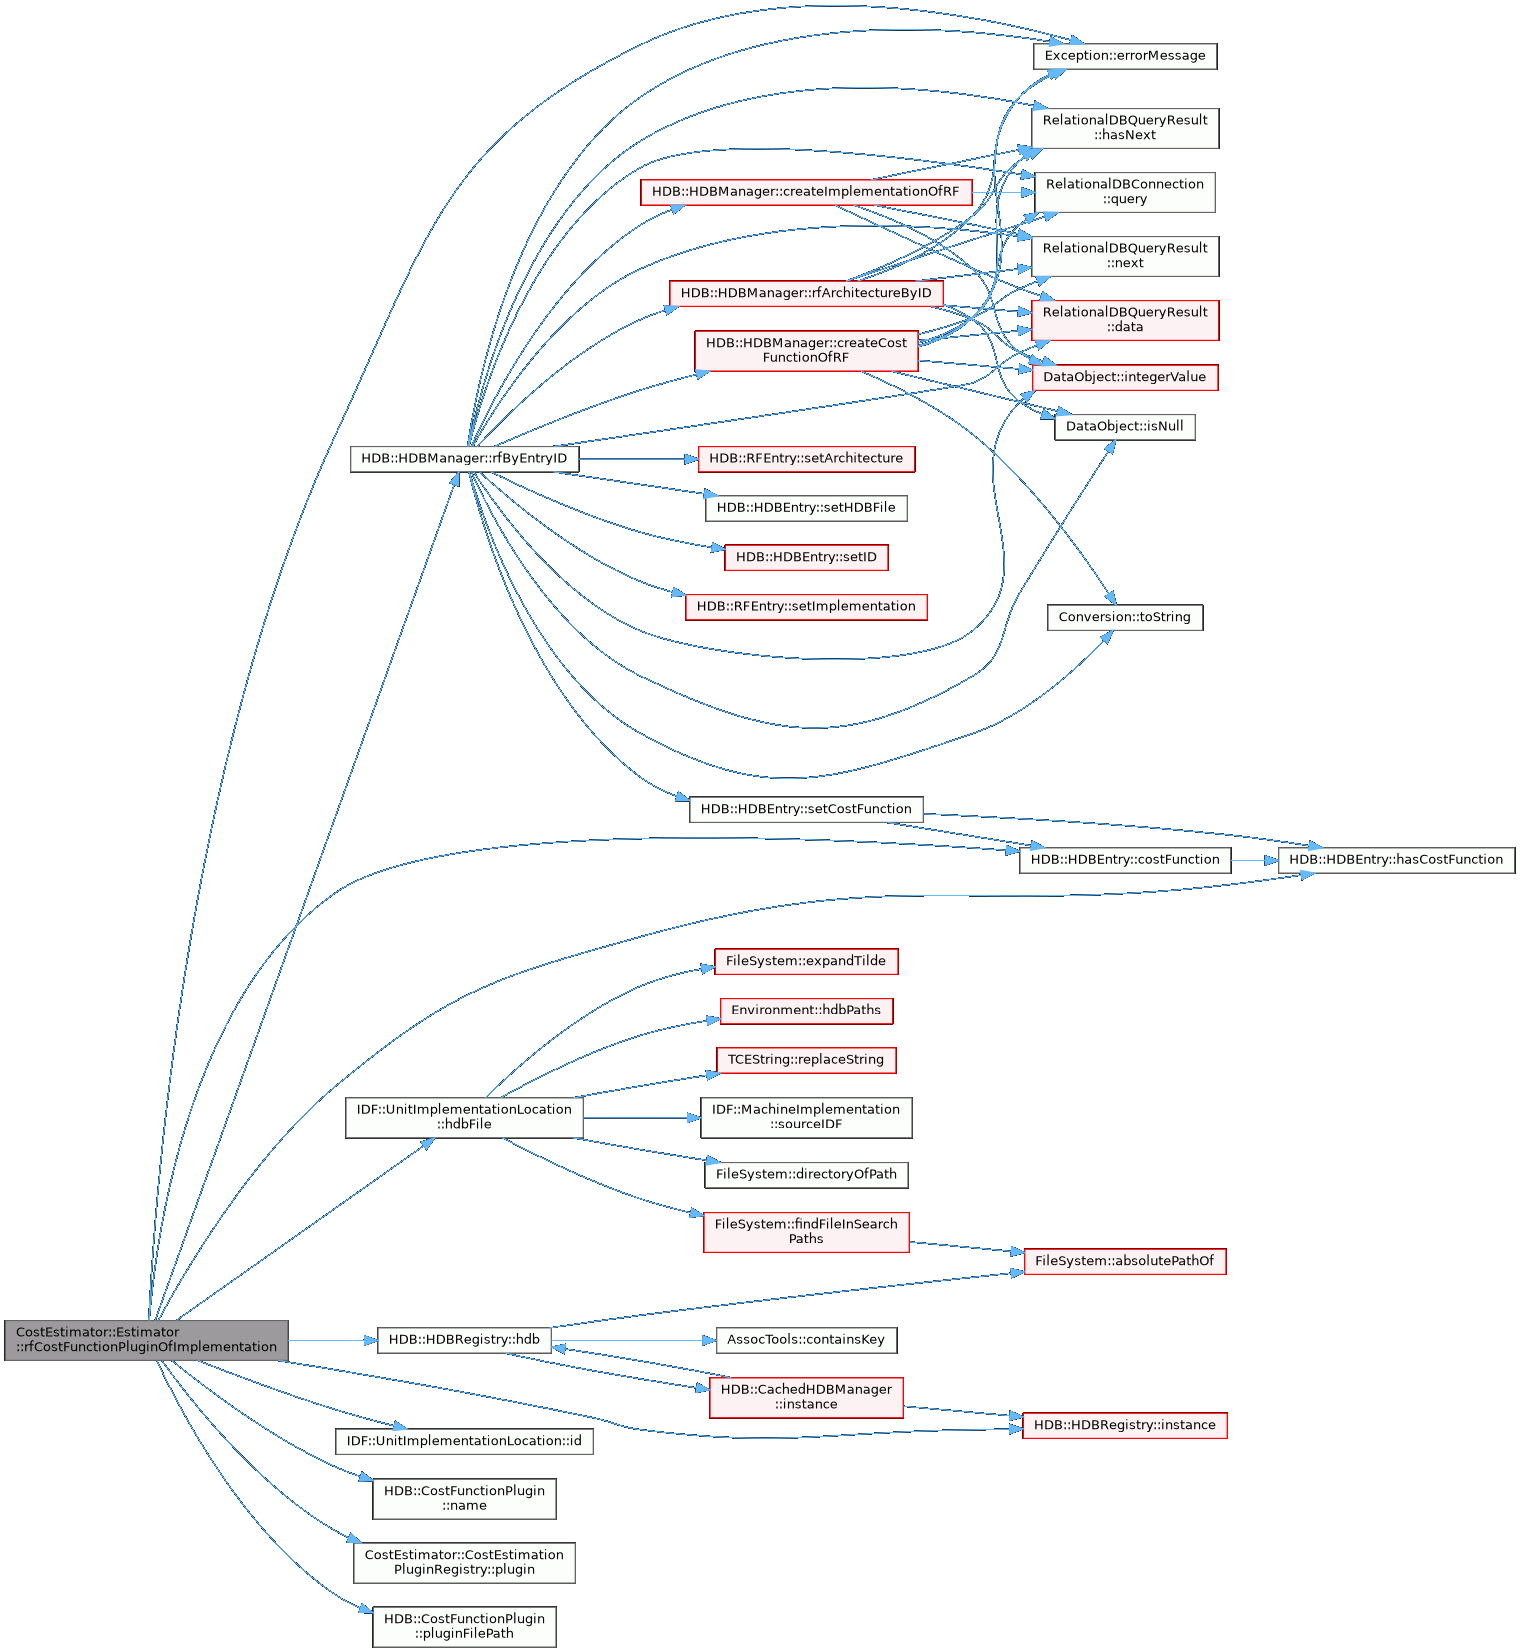 Exception::errorMessage
RelationalDBQueryResult
::hasNext
RelationalDBConnection
::query
HDB::HDBManager::createImplementationOfRF
RelationalDBQueryResult
::next
HDB::HDBManager::rfArchitectureByID
RelationalDBQueryResult
::data
HDB::HDBManager::createCost
FunctionOfRF
DataObject::integerValue
DataObject::isNull
HDB::HDBManager::rfByEntryID
HDB::RFEntry::setArchitecture
HDB::HDBEntry::setHDBFile
HDB::HDBEntry::setID
HDB::RFEntry::setImplementation
Conversion::toString
HDB::HDBEntry::setCostFunction
HDB::HDBEntry::costFunction
HDB::HDBEntry::hasCostFunction
FileSystem::expandTilde
Environment::hdbPaths
TCEString::replaceString
IDF::UnitImplementationLocation
::hdbFile
IDF::MachineImplementation
::sourceIDF
FileSystem::directoryOfPath
FileSystem::findFileInSearch
Paths
FileSystem::absolutePathOf
CostEstimator::Estimator
::rfCostFunctionPluginOfImplementation
HDB::HDBRegistry::hdb
AssocTools::containsKey
HDB::CachedHDBManager
::instance
HDB::HDBRegistry::instance
IDF::UnitImplementationLocation::id
HDB::CostFunctionPlugin
::name
CostEstimator::CostEstimation
PluginRegistry::plugin
HDB::CostFunctionPlugin
::pluginFilePath